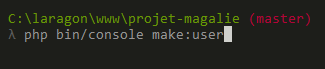 C:\laragon\www\projet-magalie (master)
λ php bin/console make:user